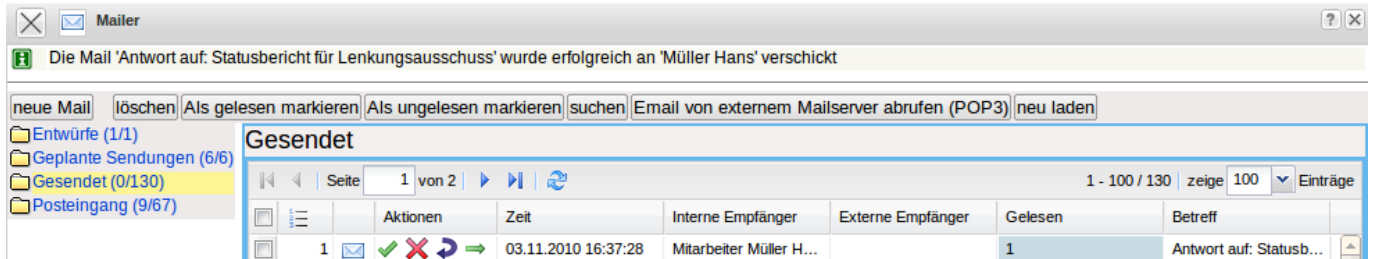 Mailer
Die Mail 'Antwort auf: Statusbericht für Lenkungsausschuss' wurde erfolgreich an 'Müller Hans' verschickt
neue Mail löschen Als gelesen markieren Als ungelesen markieren suchen Email von externem Mailserver abrufen (POP3) neu laden
Entwürfe (1/1)
Geplante Sendungen (6/6)
Gesendet (0/130)
Posteingang (9/67)
Gesendet
Seite 1 von 2 1 - 100 / 130 zeige 100 Einträge
Aktionen Zeit Interne Empfänger Externe Empfänger Gelesen Betreff
1 03.11.2010 16:37:28 Mitarbeiter Müller H... 1 Antwort auf: Statusb...